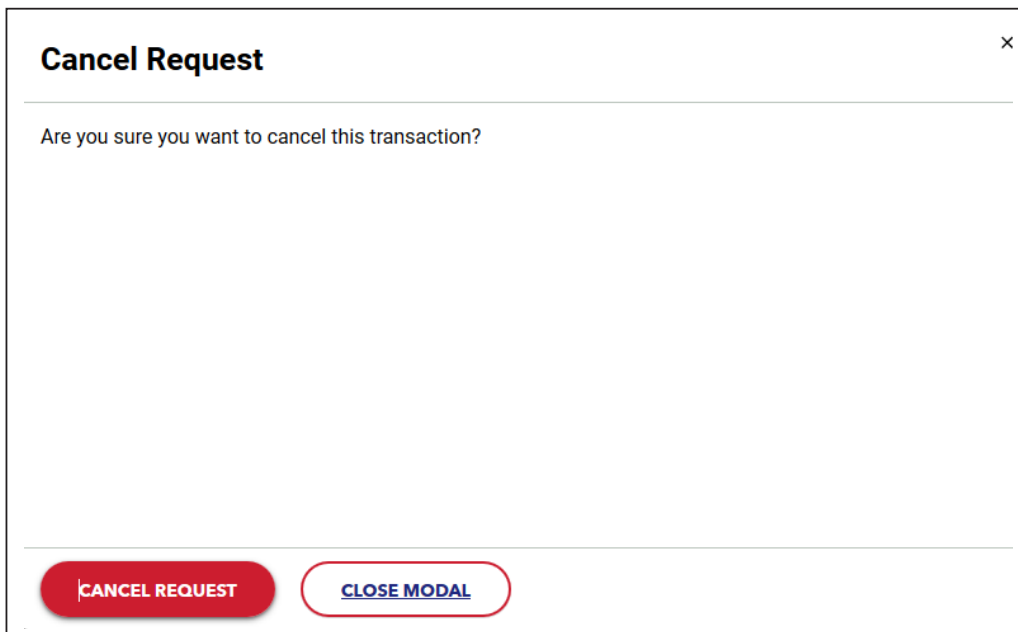 Cancel Request
×
Are you sure you want to cancel this transaction?
CANCEL REQUEST
CLOSE MODAL